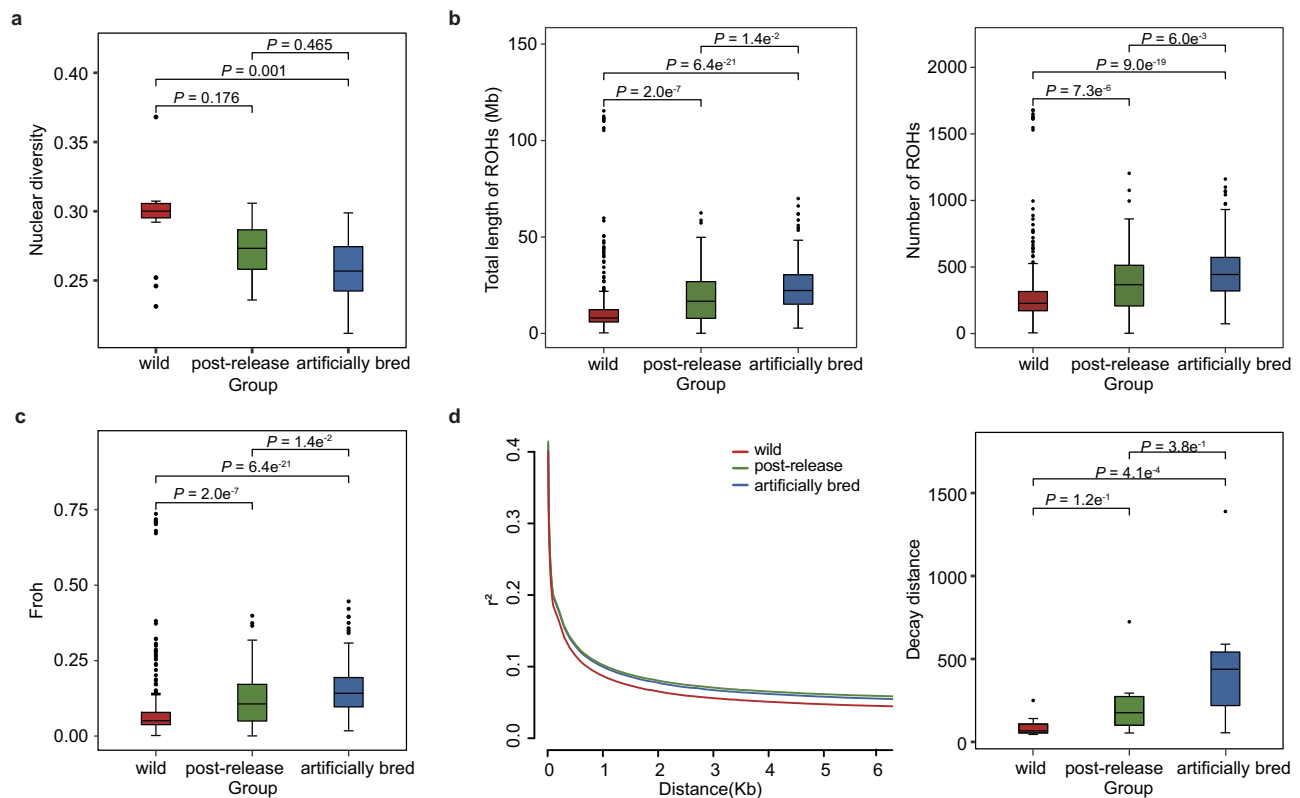 a
P = 0.465
P = 0.001
P = 0.176
0.40
0.35
0.30
0.25
Nuclear diversity
wild post-release artificially bred
Group
b
P = 1.4e-2
P = 6.4e-21
P = 2.0e-7
150
100
50
0
Total length of ROHs (Mb)
wild post-release artificially bred
Group
P = 6.0e-3
P = 9.0e-19
P = 7.3e-6
2000
1500
1000
500
0
Number of ROHs
wild post-release artificially bred
Group
c
P = 1.4e-2
P = 6.4e-21
P = 2.0e-7
0.75
0.50
0.25
0.00
Froh
wild post-release artificially bred
Group
d
wild
post-release
artificially bred
0.4
0.3
0.2
0.1
0.0
r²
0 1 2 3 4 5 6
Distance(Kb)
P = 3.8e-1
P = 4.1e-4
P = 1.2e-1
1500
1000
500
0
Decay distance
wild post-release artificially bred
Group